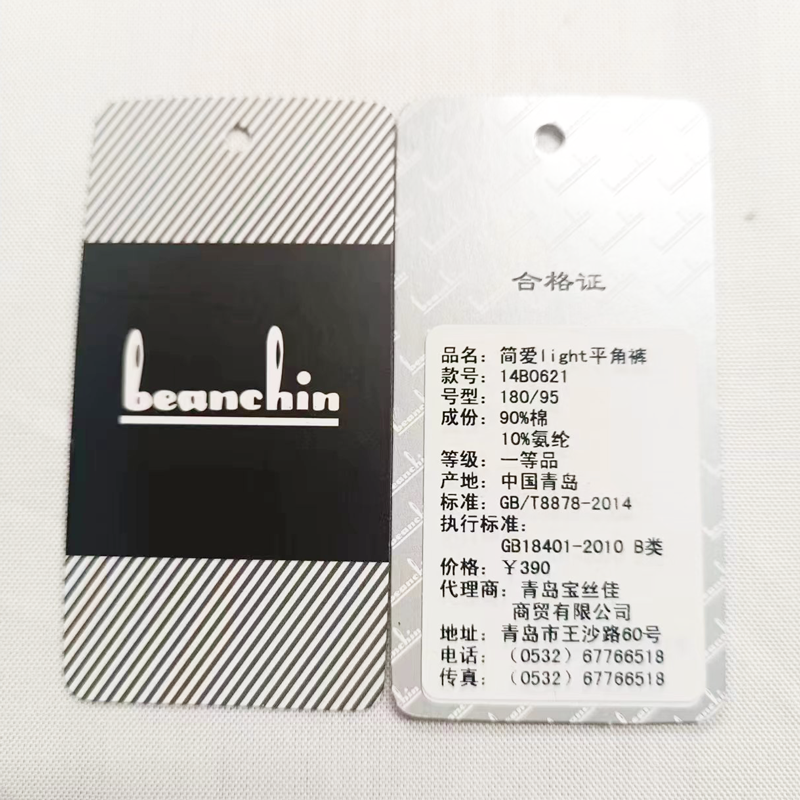 beanchin
合格证
品名：简爱light平角裤
款号：14B0621
号型：180/95
成份：90%棉
10%氨纶
等级：一等品
产地：中国青岛
标准：GB/T8878-2014
执行标准：
GB18401-2010 B类
价格：￥390
代理商：青岛宝丝佳
商贸有限公司
地址：青岛市王沙路60号
电话：（0532）67766518
传真：（0532）67766518